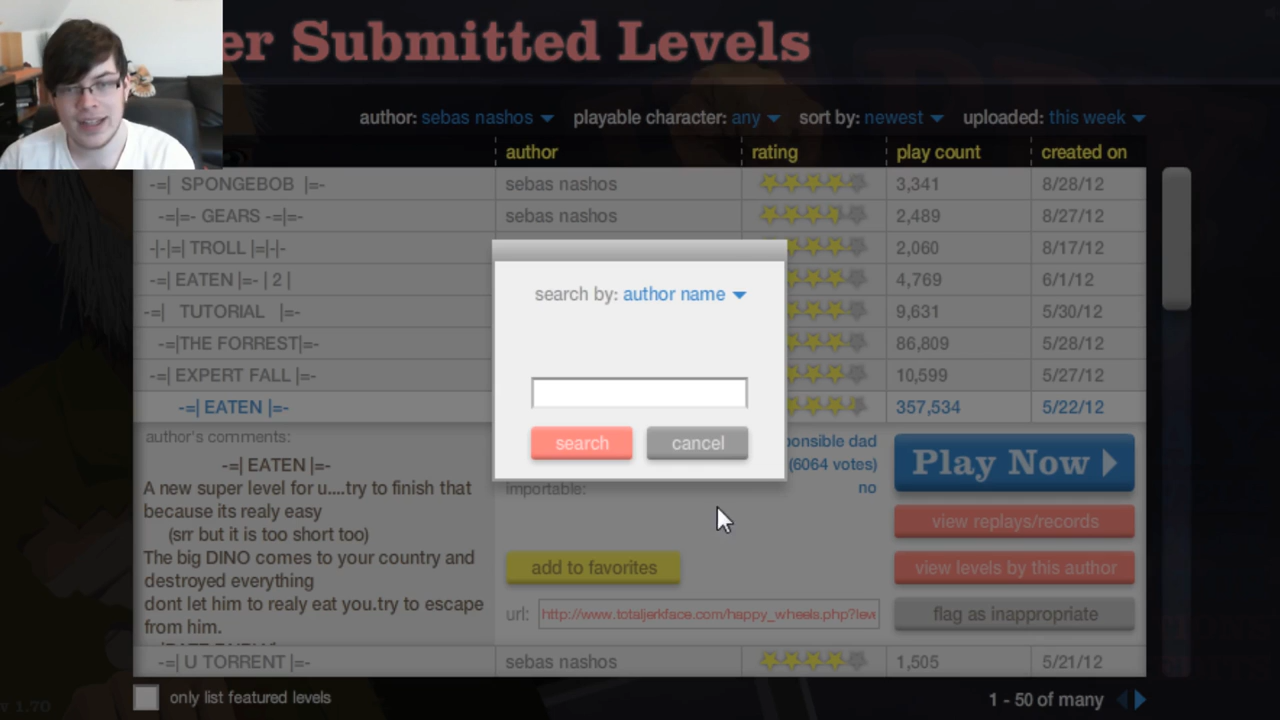 er Submitted Levels
author: sebas nashos playable character: any sort by: newest uploaded: this week
author rating play count created on
-=| SPONGEBOB |=- sebas nashos 3,341 8/28/12
-=|=- GEARS -=|=- sebas nashos 2,489 8/27/12
-|-|=| TROLL |=|-|- 2,060 8/17/12
-=| EATEN |=- | 2 | 4,769 6/1/12
-=| TUTORIAL |=- 9,631 5/30/12
-=|THE FORREST|=- 86,809 5/28/12
-=| EXPERT FALL |=- 10,599 5/27/12
-=| EATEN |=- 357,534 5/22/12
search by: author name
search cancel
author's comments:
-=| EATEN |=-
A new super level for u....try to finish that
because its realy easy
(srr but it is too short too)
The big DINO comes to your country and
destroyed everything
dont let him to realy eat you.try to escape
from him.
ponsible dad
(6064 votes)
importable: no
add to favorites
url: http://www.totaljerkface.com/happy_wheels.php?leve
Play Now
view replays/records
view levels by this author
flag as inappropriate
-=| U TORRENT |=- sebas nashos 1,505 5/21/12
only list featured levels 1 - 50 of many
v 1.70